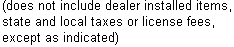 (does not include dealer installed items,
state and local taxes or license fees,
except as indicated)